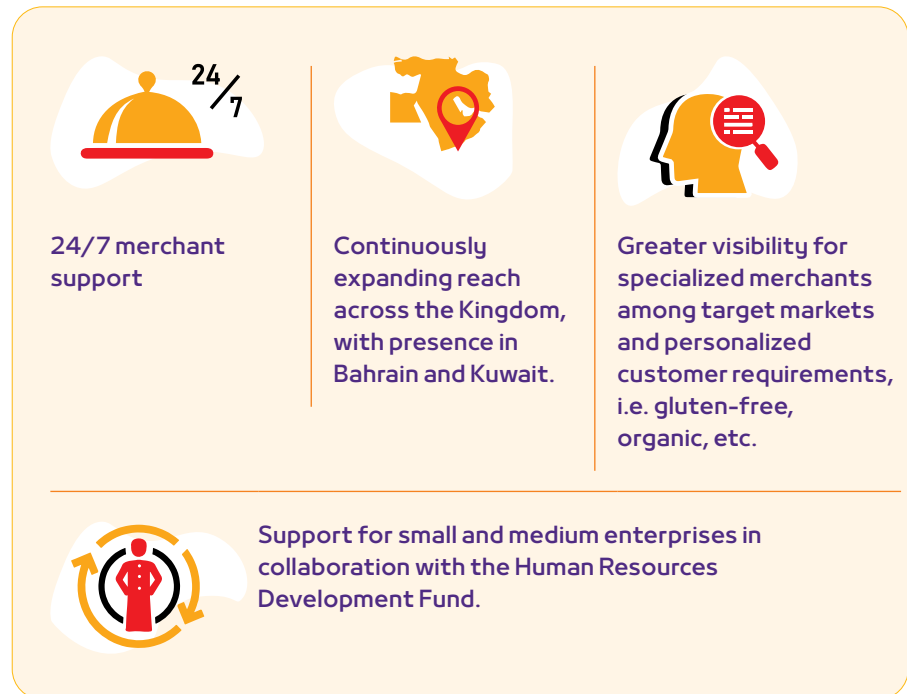 24/7
24/7 merchant
support
Continuously
expanding reach
across the Kingdom,
with presence in
Bahrain and Kuwait.
Greater visibility for
specialized merchants
among target markets
and personalized
customer requirements,
i.e. gluten-free,
organic, etc.
Support for small and medium enterprises in
collaboration with the Human Resources
Development Fund.